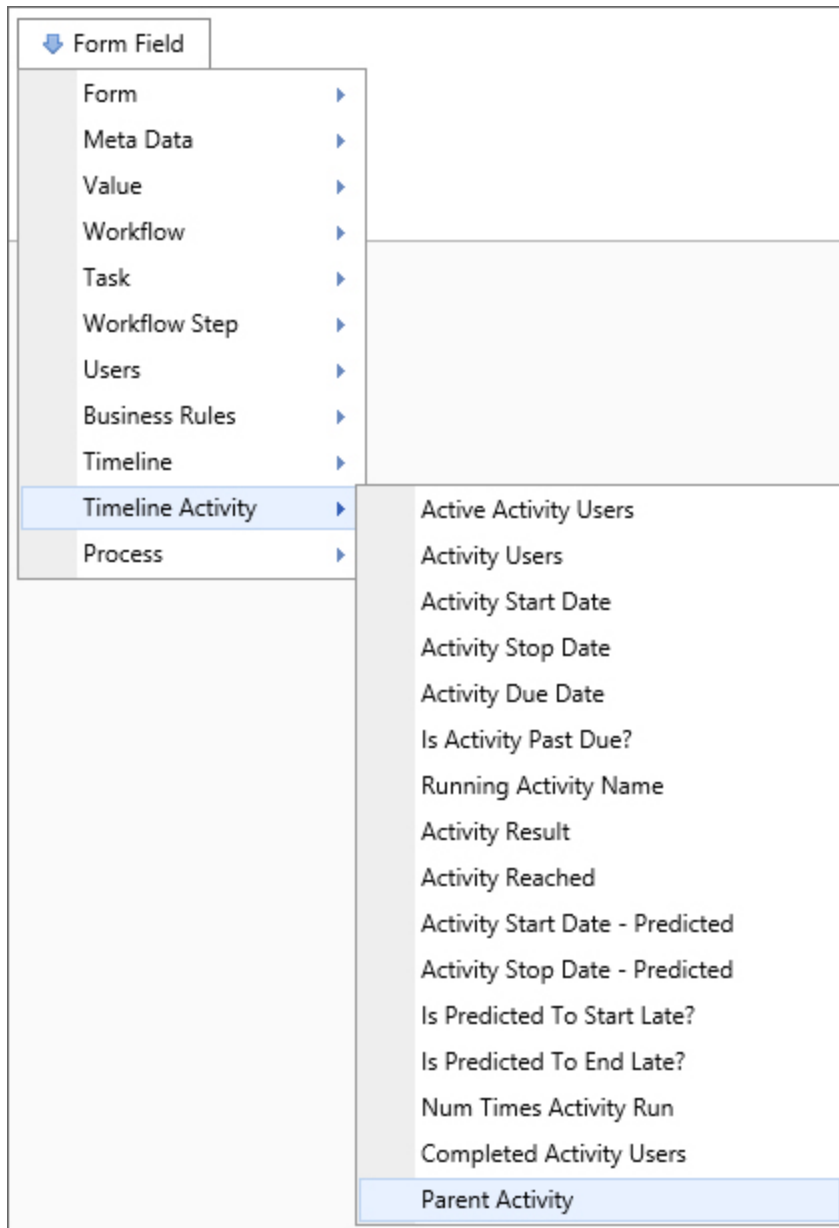 Form Field
Form
Meta Data
Value
Workflow
Task
Workflow Step
Users
Business Rules
Timeline
Timeline Activity
Process
Active Activity Users
Activity Users
Activity Start Date
Activity Stop Date
Activity Due Date
Is Activity Past Due?
Running Activity Name
Activity Result
Activity Reached
Activity Start Date - Predicted
Activity Stop Date - Predicted
Is Predicted To Start Late?
Is Predicted To End Late?
Num Times Activity Run
Completed Activity Users
Parent Activity